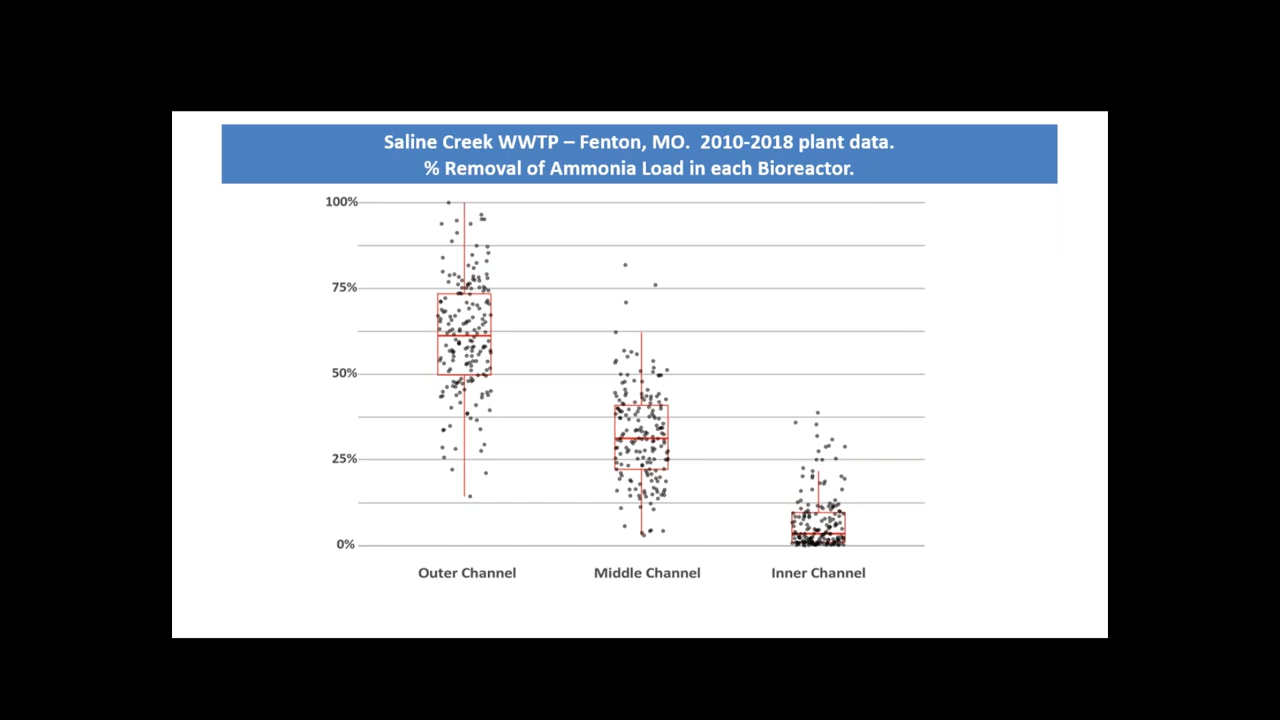 Saline Creek WWTP – Fenton, MO.  2010-2018 plant data.
% Removal of Ammonia Load in each Bioreactor.
100%
75%
50%
25%
0%
Outer Channel
Middle Channel
Inner Channel